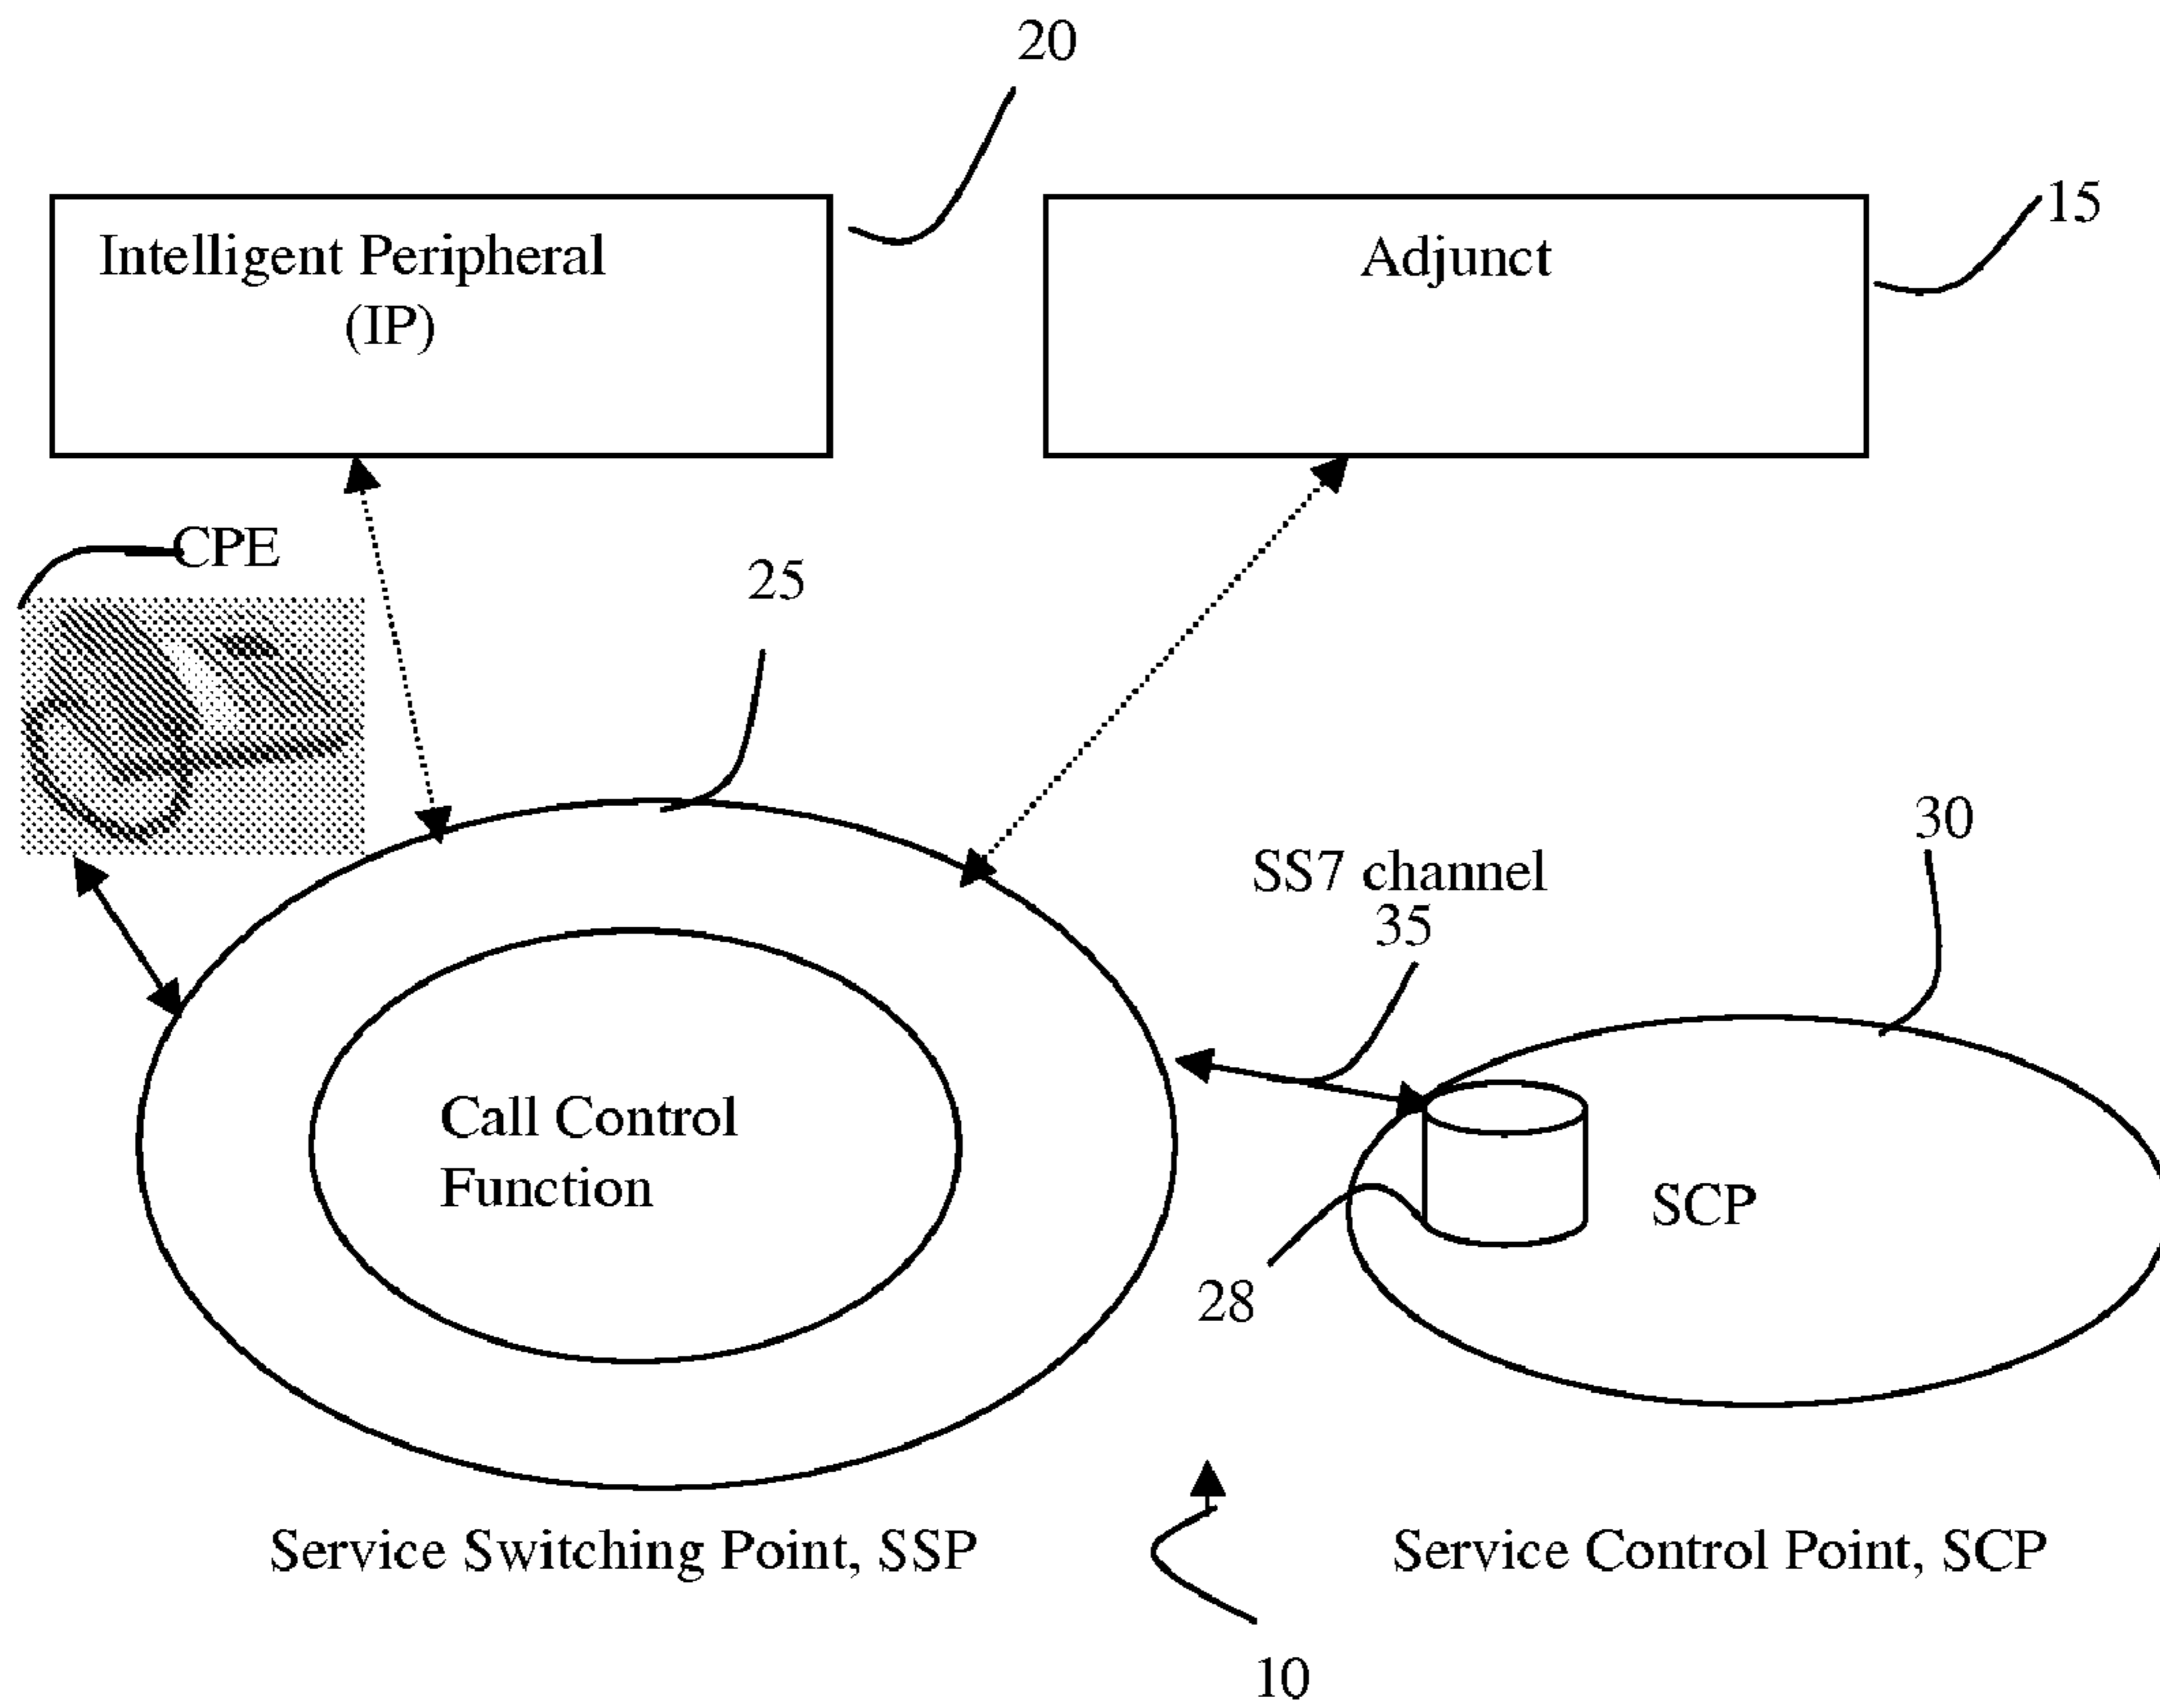 20
15
Intelligent Peripheral
(IP)
Adjunct
CPE
25
30
SS7 channel
35
Call Control
Function
SCP
28
Service Switching Point, SSP
Service Control Point, SCP
10